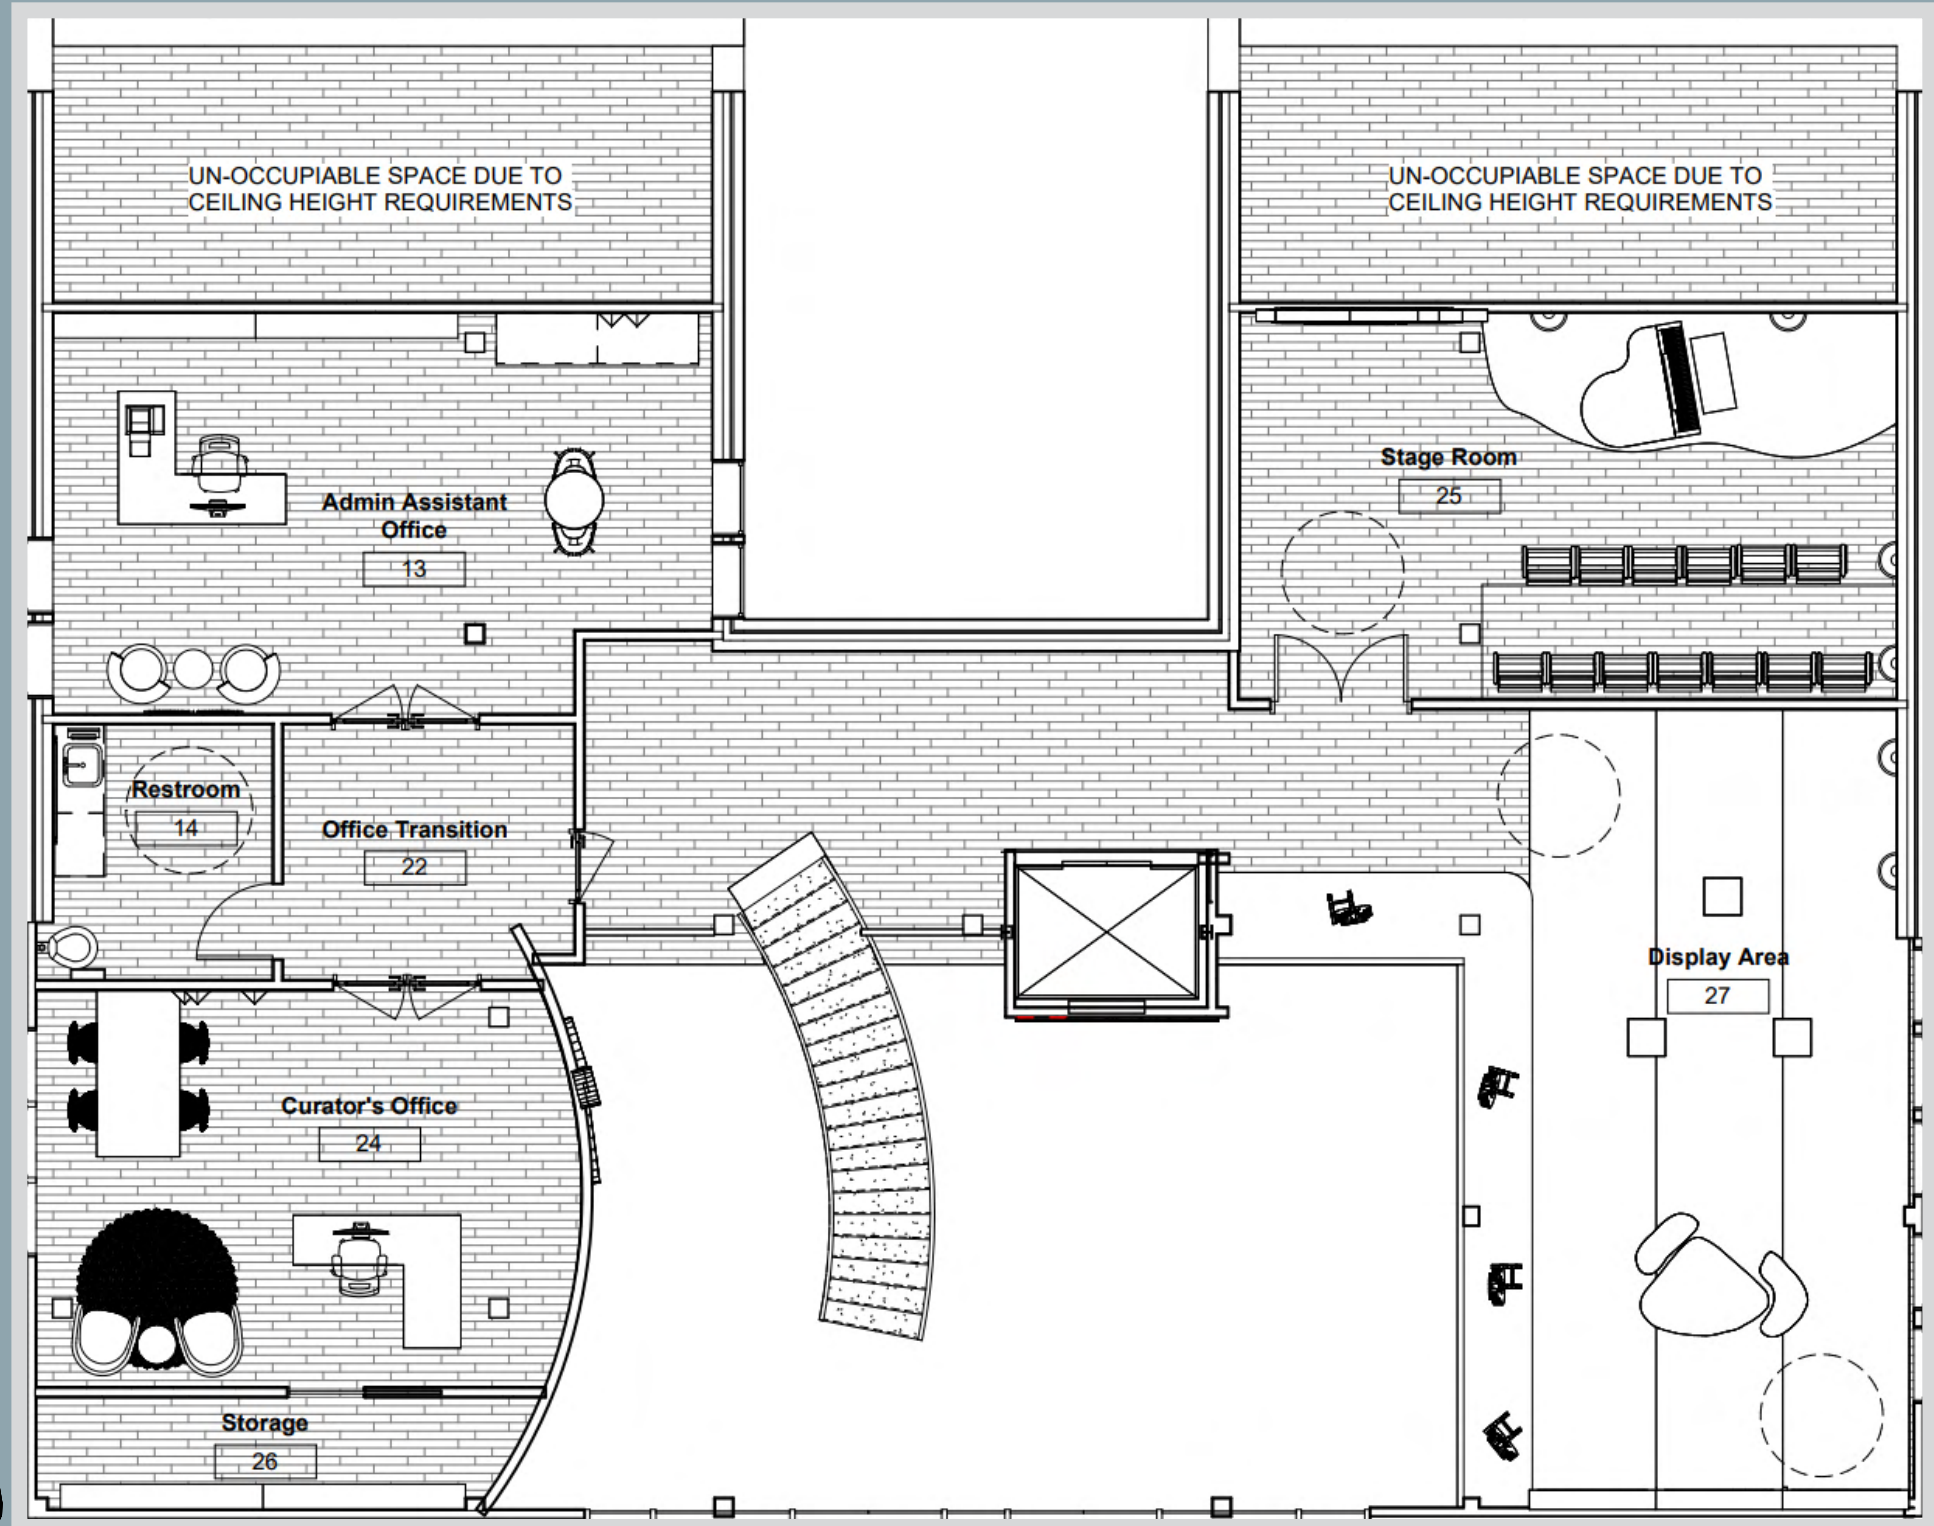 UN-OCCUPIABLE SPACE DUE TO
CEILING HEIGHT REQUIREMENTS
UN-OCCUPIABLE SPACE DUE TO
CEILING HEIGHT REQUIREMENTS
Stage Room
25
Admin Assistant
Office
13
Restroom
14
Office Transition
22
Display Area
27
Curator's Office
24
Storage
26